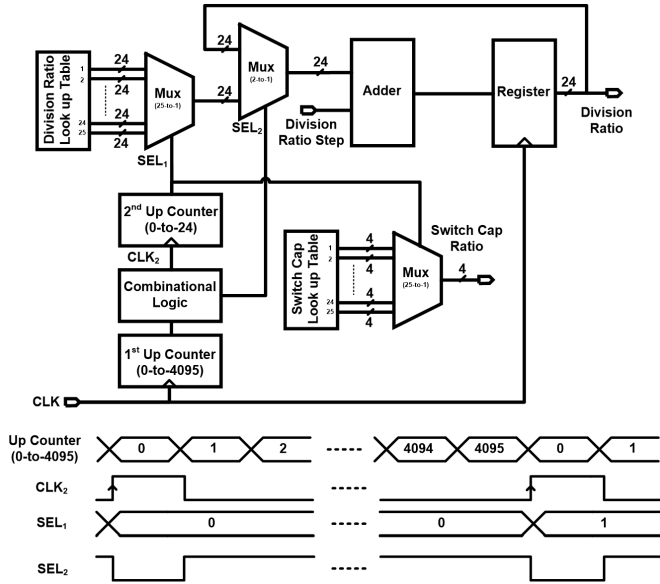 Division Ratio
Look up Table
1
2
24
25
24
24
24
24
Mux
(25-to-1)
SEL1
24
24
Mux
(2-to-1)
SEL2
24
Division
Ratio Step
Adder
Register
24
Division
Ratio
2nd Up Counter
(0-to-24)
CLK2
Combinational
Logic
1st Up Counter
(0-to-4095)
CLK
Switch Cap
Look up Table
1
2
24
25
4
4
4
4
Mux
(25-to-1)
Switch Cap
Ratio
4
Up Counter
(0-to-4095)
0 1 2 4094 4095 0 1
CLK2
SEL1
0 0 1
SEL2